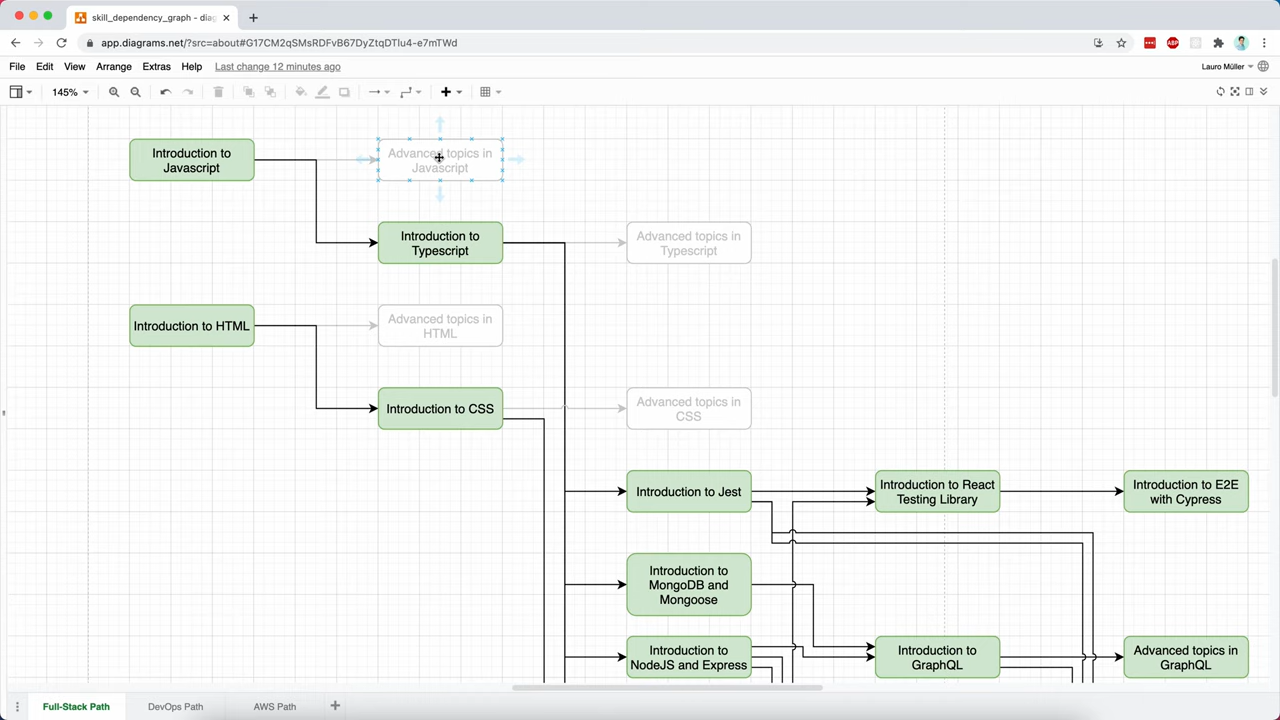 skill_dependency_graph - diag
app.diagrams.net/?src=about#G17CM2qSMsRDFvB67DyZtqDTlu4-e7mTWd
ABP
File Edit View Arrange Extras Help Last change 12 minutes ago
Lauro Müller
145%
Introduction to
Javascript
Advanced topics in
Javascript
Introduction to
Typescript
Advanced topics in
Typescript
Introduction to HTML
Advanced topics in
HTML
Introduction to CSS
Advanced topics in
CSS
Introduction to Jest
Introduction to React
Testing Library
Introduction to E2E
with Cypress
Introduction to
MongoDB and
Mongoose
Introduction to
NodeJS and Express
Introduction to
GraphQL
Advanced topics in
GraphQL
Full-Stack Path DevOps Path AWS Path